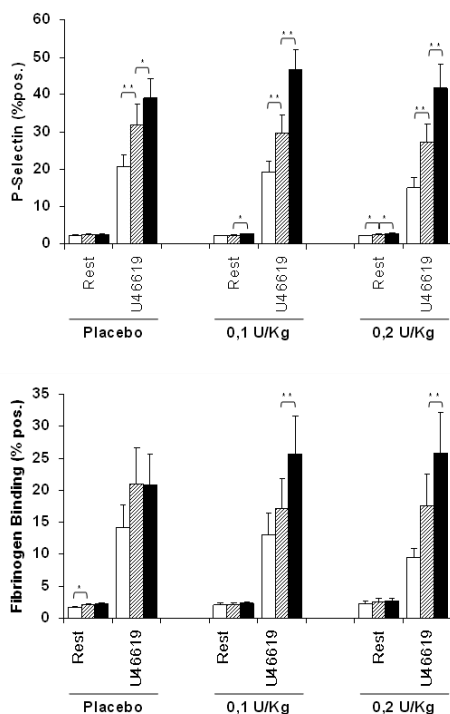 P-Selectin (%pos.)
60
50
40
30
20
10
0
* * *
* * * *
* * * *
*
* *
Rest U46619 Rest U46619 Rest U46619
Placebo 0,1 U/Kg 0,2 U/Kg
Fibrinogen Binding (% pos.)
35
30
25
20
15
10
5
0
* *
* *
*
Rest U46619 Rest U46619 Rest U46619
Placebo 0,1 U/Kg 0,2 U/Kg